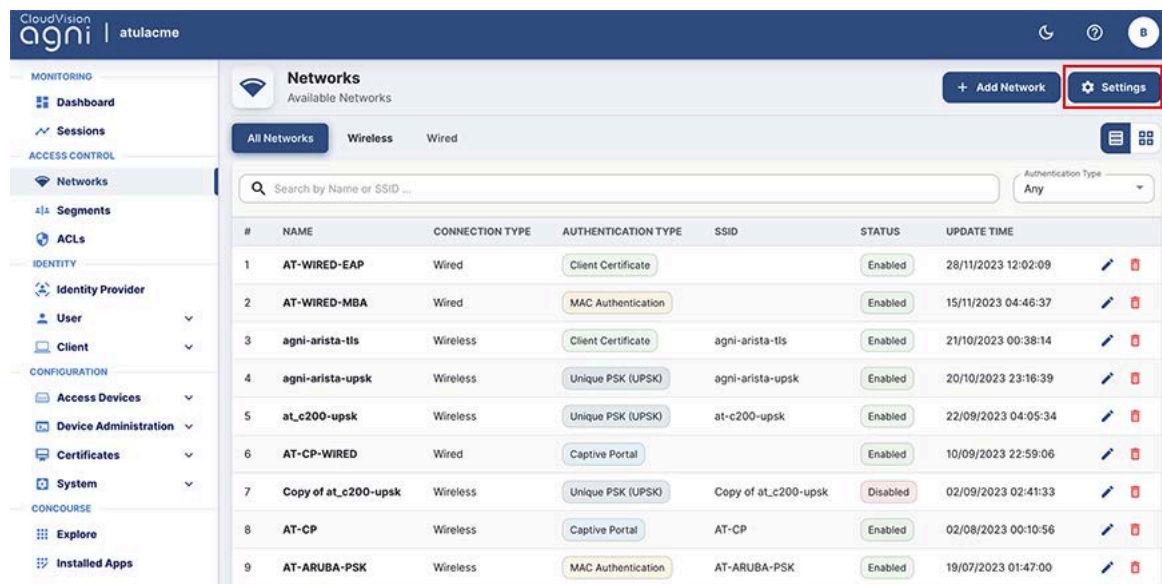 CloudVision
agni | atulacme
B
MONITORING
Dashboard
Sessions
ACCESS CONTROL
Networks
Segments
ACLs
IDENTITY
Identity Provider
User
Client
CONFIGURATION
Access Devices
Device Administration
Certificates
System
CONCOURSE
Explore
Installed Apps
Networks
Available Networks
+ Add Network
Settings
All Networks Wireless Wired
Search by Name or SSID ...
Authentication Type
Any
# NAME CONNECTION TYPE AUTHENTICATION TYPE SSID STATUS UPDATE TIME
1 AT-WIRED-EAP Wired Client Certificate Enabled 28/11/2023 12:02:09
2 AT-WIRED-MBA Wired MAC Authentication Enabled 15/11/2023 04:46:37
3 agni-arista-tls Wireless Client Certificate agni-arista-tls Enabled 21/10/2023 00:38:14
4 agni-arista-upsk Wireless Unique PSK (UPSK) agni-arista-upsk Enabled 20/10/2023 23:16:39
5 at_c200-upsk Wireless Unique PSK (UPSK) at-c200-upsk Enabled 22/09/2023 04:05:34
6 AT-CP-WIRED Wired Captive Portal Enabled 10/09/2023 22:59:06
7 Copy of at_c200-upsk Wireless Unique PSK (UPSK) Copy of at_c200-upsk Disabled 02/09/2023 02:41:33
8 AT-CP Wireless Captive Portal AT-CP Enabled 02/08/2023 00:10:56
9 AT-ARUBA-PSK Wireless MAC Authentication AT-ARUBA-PSK Enabled 19/07/2023 01:47:00